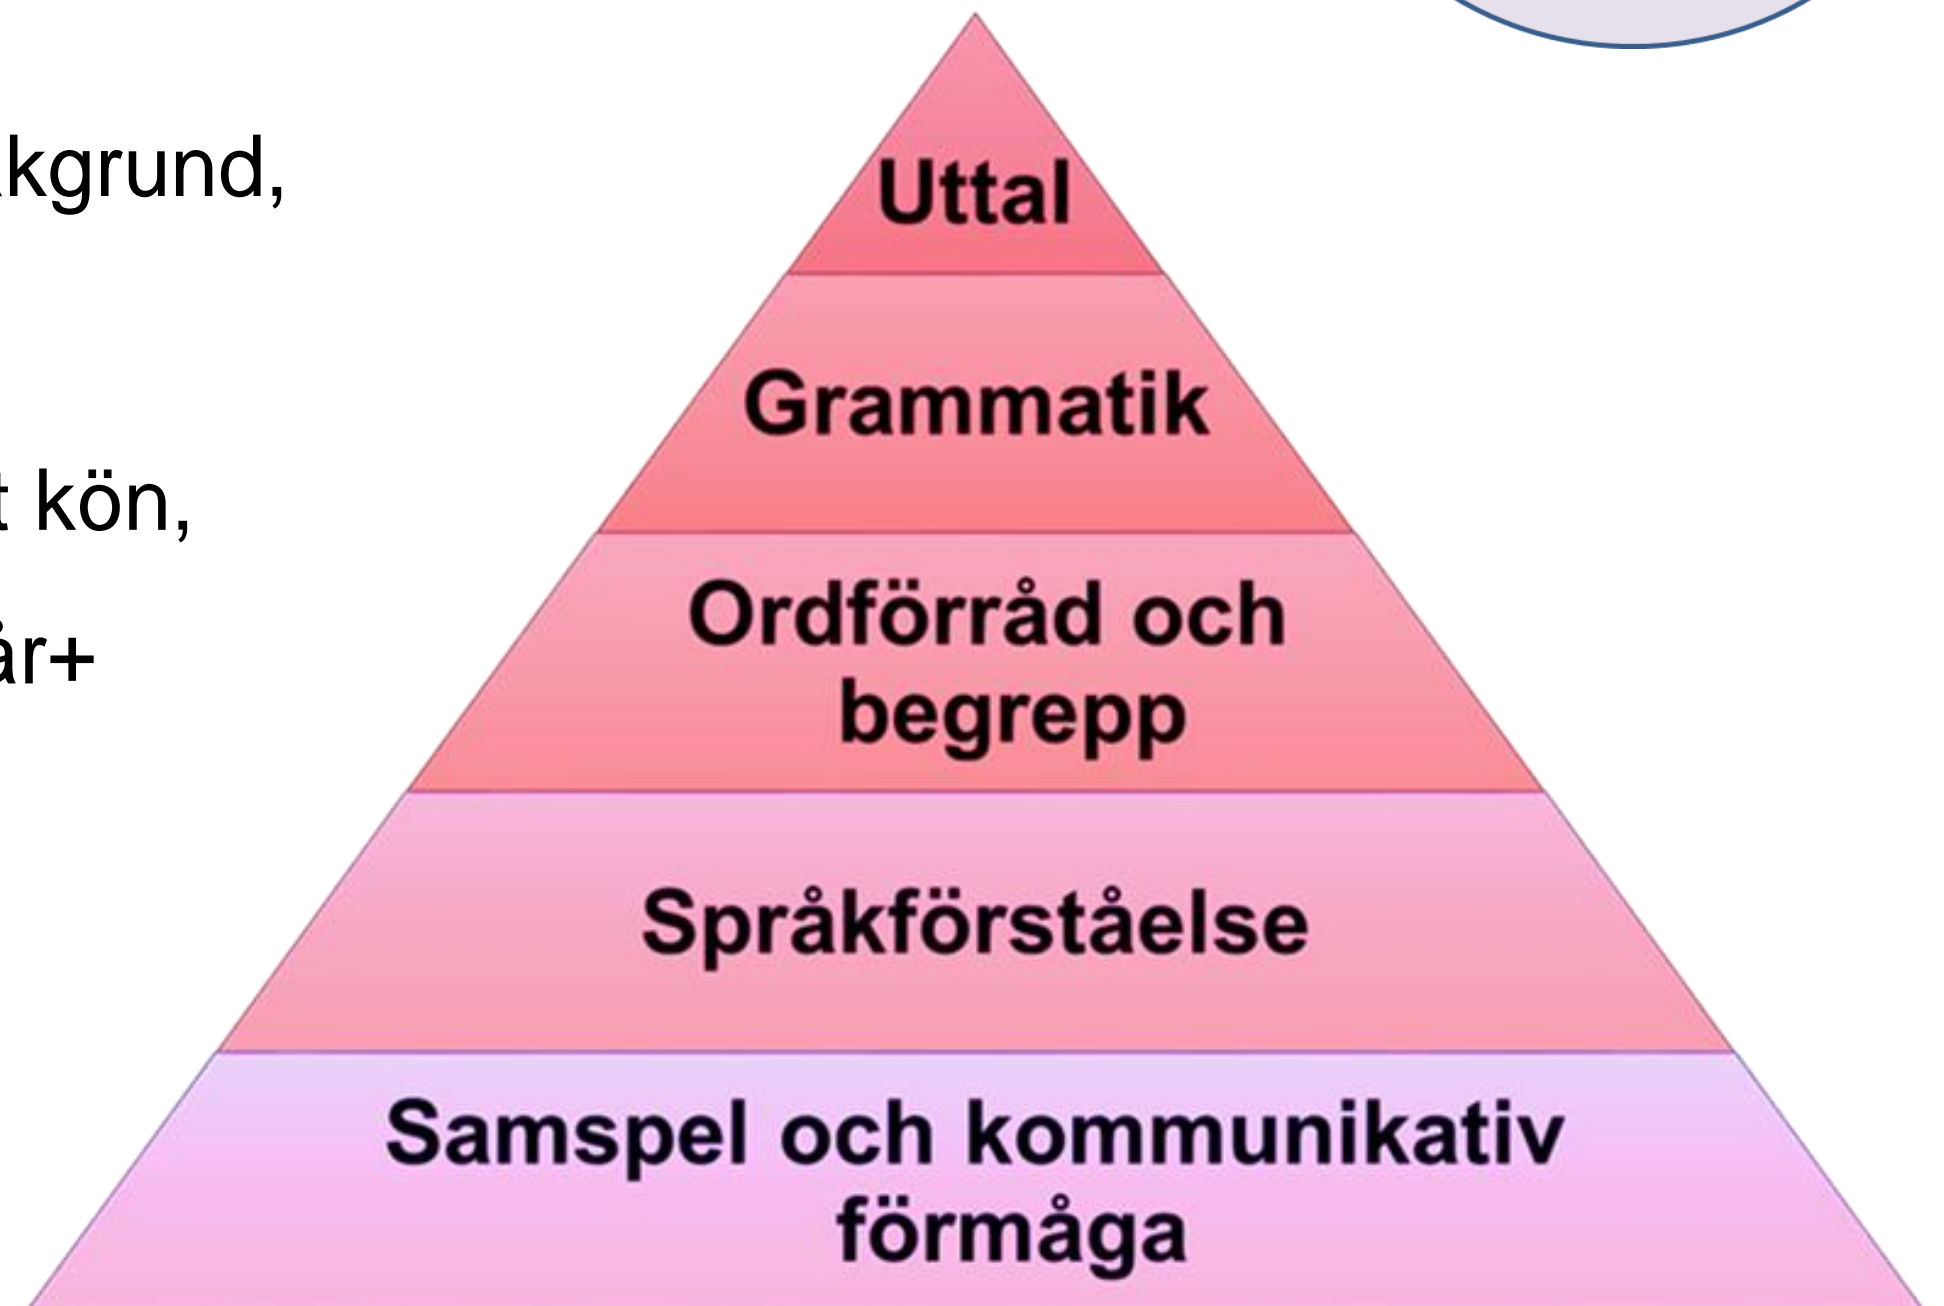 kgrund,
kön,
år+
Uttal
Grammatik
Ordförråd och
begrepp
Språkförståelse
Samspel och kommunikativ
förmåga